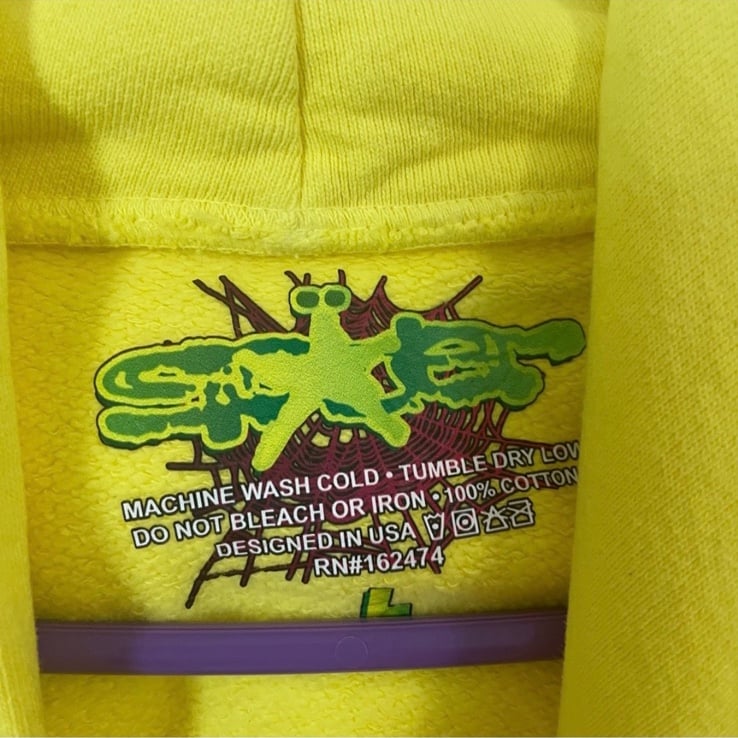 MACHINE WASH COLD • TUMBLE DRY LOW
DO NOT BLEACH OR IRON • 100% COTTON
DESIGNED IN USA
RN#162474
L